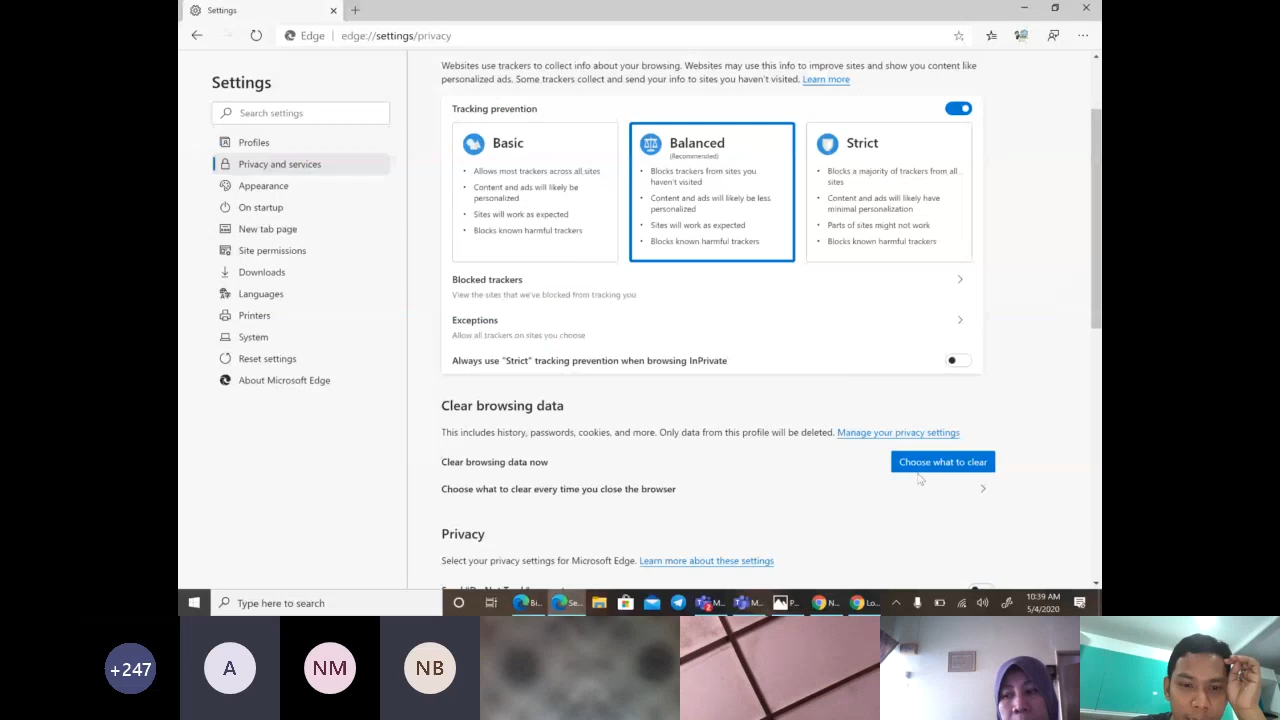 Settings
Edge
edge://settings/privacy
Settings
Search settings
Profiles
Privacy and services
Appearance
On startup
New tab page
Site permissions
Downloads
Languages
Printers
System
Reset settings
About Microsoft Edge
Websites use trackers to collect info about your browsing. Websites may use this info to improve sites and show you content like
personalized ads. Some trackers collect and send your info to sites you haven't visited. Learn more
Tracking prevention
Basic
Allows most trackers across all sites
Content and ads will likely be
personalized
Sites will work as expected
Blocks known harmful trackers
Balanced
(Recommended)
Blocks trackers from sites you
haven't visited
Content and ads will likely be less
personalized
Sites will work as expected
Blocks known harmful trackers
Strict
Blocks a majority of trackers from all
sites
Content and ads will likely have
minimal personalization
Parts of sites might not work
Blocks known harmful trackers
Blocked trackers
View the sites that we've blocked from tracking you
Exceptions
Allow all trackers on sites you choose
Always use "Strict" tracking prevention when browsing InPrivate
Clear browsing data
This includes history, passwords, cookies, and more. Only data from this profile will be deleted. Manage your privacy settings
Clear browsing data now
Choose what to clear
Choose what to clear every time you close the browser
Privacy
Select your privacy settings for Microsoft Edge. Learn more about these settings
Type here to search
Bi...
Se...
M...
M...
P...
N...
Lo...
10:39 AM
5/4/2020
+247
A
NM
NB